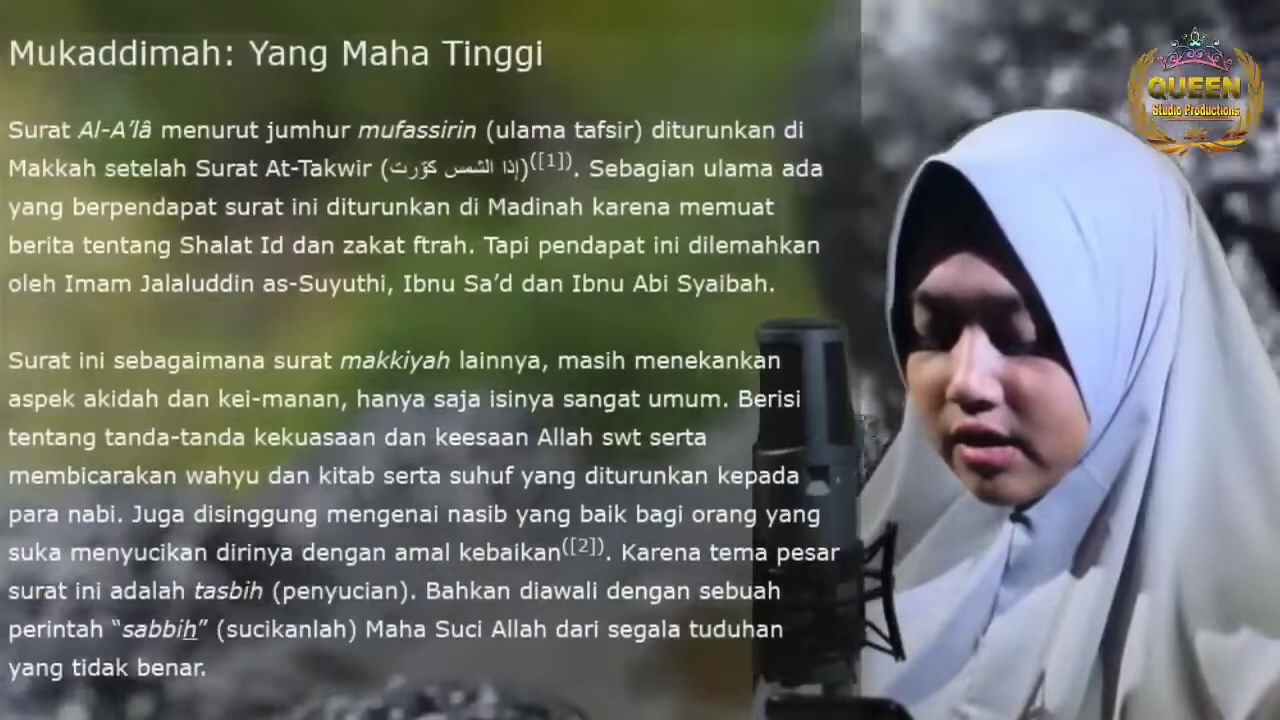 Mukaddimah: Yang Maha Tinggi
Surat Al-A’lâ menurut jumhur mufassirin (ulama tafsir) diturunkan di
Makkah setelah Surat At-Takwir (إذا الشمس كوّرت)([1]). Sebagian ulama ada
yang berpendapat surat ini diturunkan di Madinah karena memuat
berita tentang Shalat Id dan zakat ftrah. Tapi pendapat ini dilemahkan
oleh Imam Jalaluddin as-Suyuthi, Ibnu Sa’d dan Ibnu Abi Syaibah.
Surat ini sebagaimana surat makkiyah lainnya, masih menekankan
aspek akidah dan kei-manan, hanya saja isinya sangat umum. Berisi
tentang tanda-tanda kekuasaan dan keesaan Allah swt serta
membicarakan wahyu dan kitab serta suhuf yang diturunkan kepada
para nabi. Juga disinggung mengenai nasib yang baik bagi orang yang
suka menyucikan dirinya dengan amal kebaikan([2]). Karena tema pesar
surat ini adalah tasbih (penyucian). Bahkan diawali dengan sebuah
perintah “sabbih” (sucikanlah) Maha Suci Allah dari segala tuduhan
yang tidak benar.
QUEEN
Studio Productions